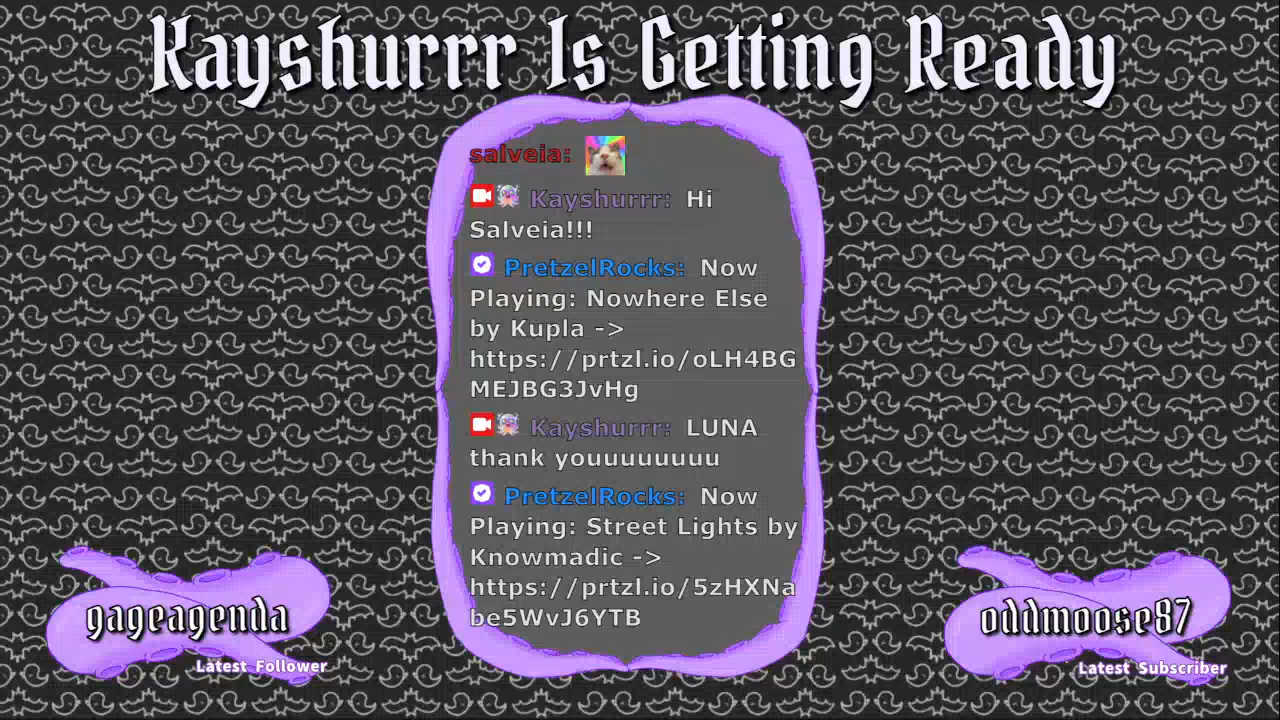 Kayshurrr Is Getting Ready
salveia:
Kayshurrr: Hi
Salveia!!!
PretzelRocks: Now
Playing: Nowhere Else
by Kupla ->
https://prtzl.io/oLH4BG
MEJBG3JvHg
Kayshurrr: LUNA
thank youuuuuuuuu
PretzelRocks: Now
Playing: Street Lights by
Knowmadic ->
https://prtzl.io/5zHXNa
be5WvJ6YTB
gageagenda
Latest Follower
oddmoose87
Latest Subscriber